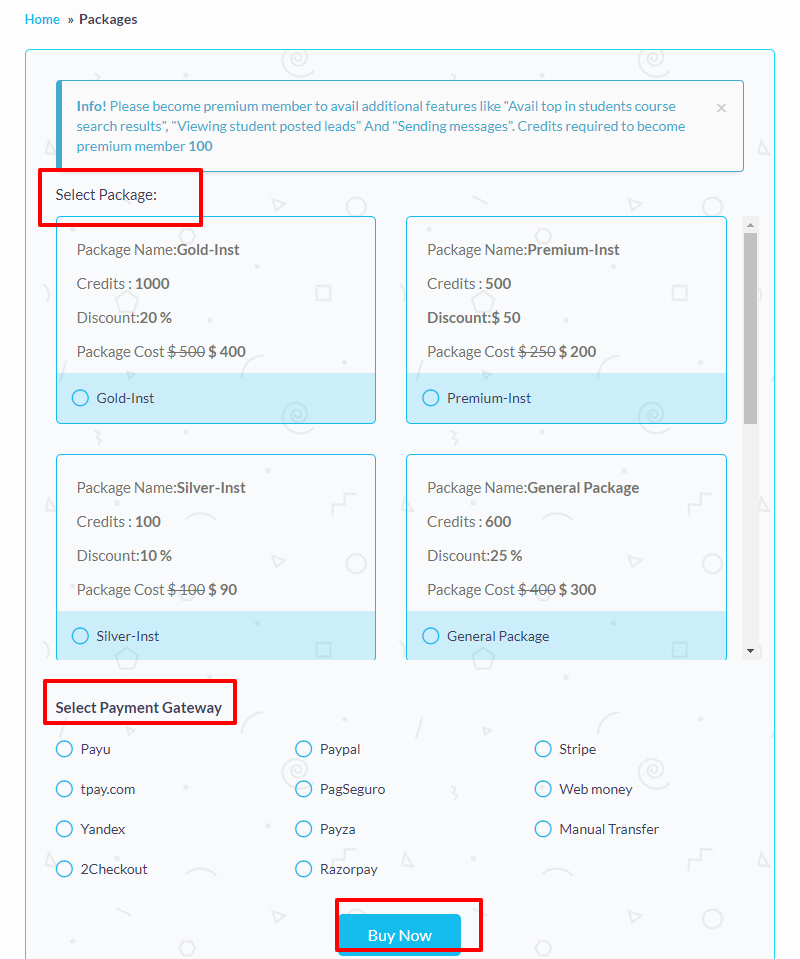 Home » Packages
Info! Please become premium member to avail additional features like "Avail top in students course
search results", "Viewing student posted leads" And "Sending messages". Credits required to become
premium member 100
×
Select Package:
Package Name:Gold-Inst
Credits : 1000
Discount:20 %
Package Cost $ 500 $ 400
Gold-Inst
Package Name:Premium-Inst
Credits : 500
Discount:$ 50
Package Cost $ 250 $ 200
Premium-Inst
Package Name:Silver-Inst
Credits : 100
Discount:10 %
Package Cost $ 100 $ 90
Silver-Inst
Package Name:General Package
Credits : 600
Discount:25 %
Package Cost $ 400 $ 300
General Package
Select Payment Gateway
Payu
Paypal
Stripe
tpay.com
PagSeguro
Web money
Yandex
Payza
Manual Transfer
2Checkout
Razorpay
Buy Now